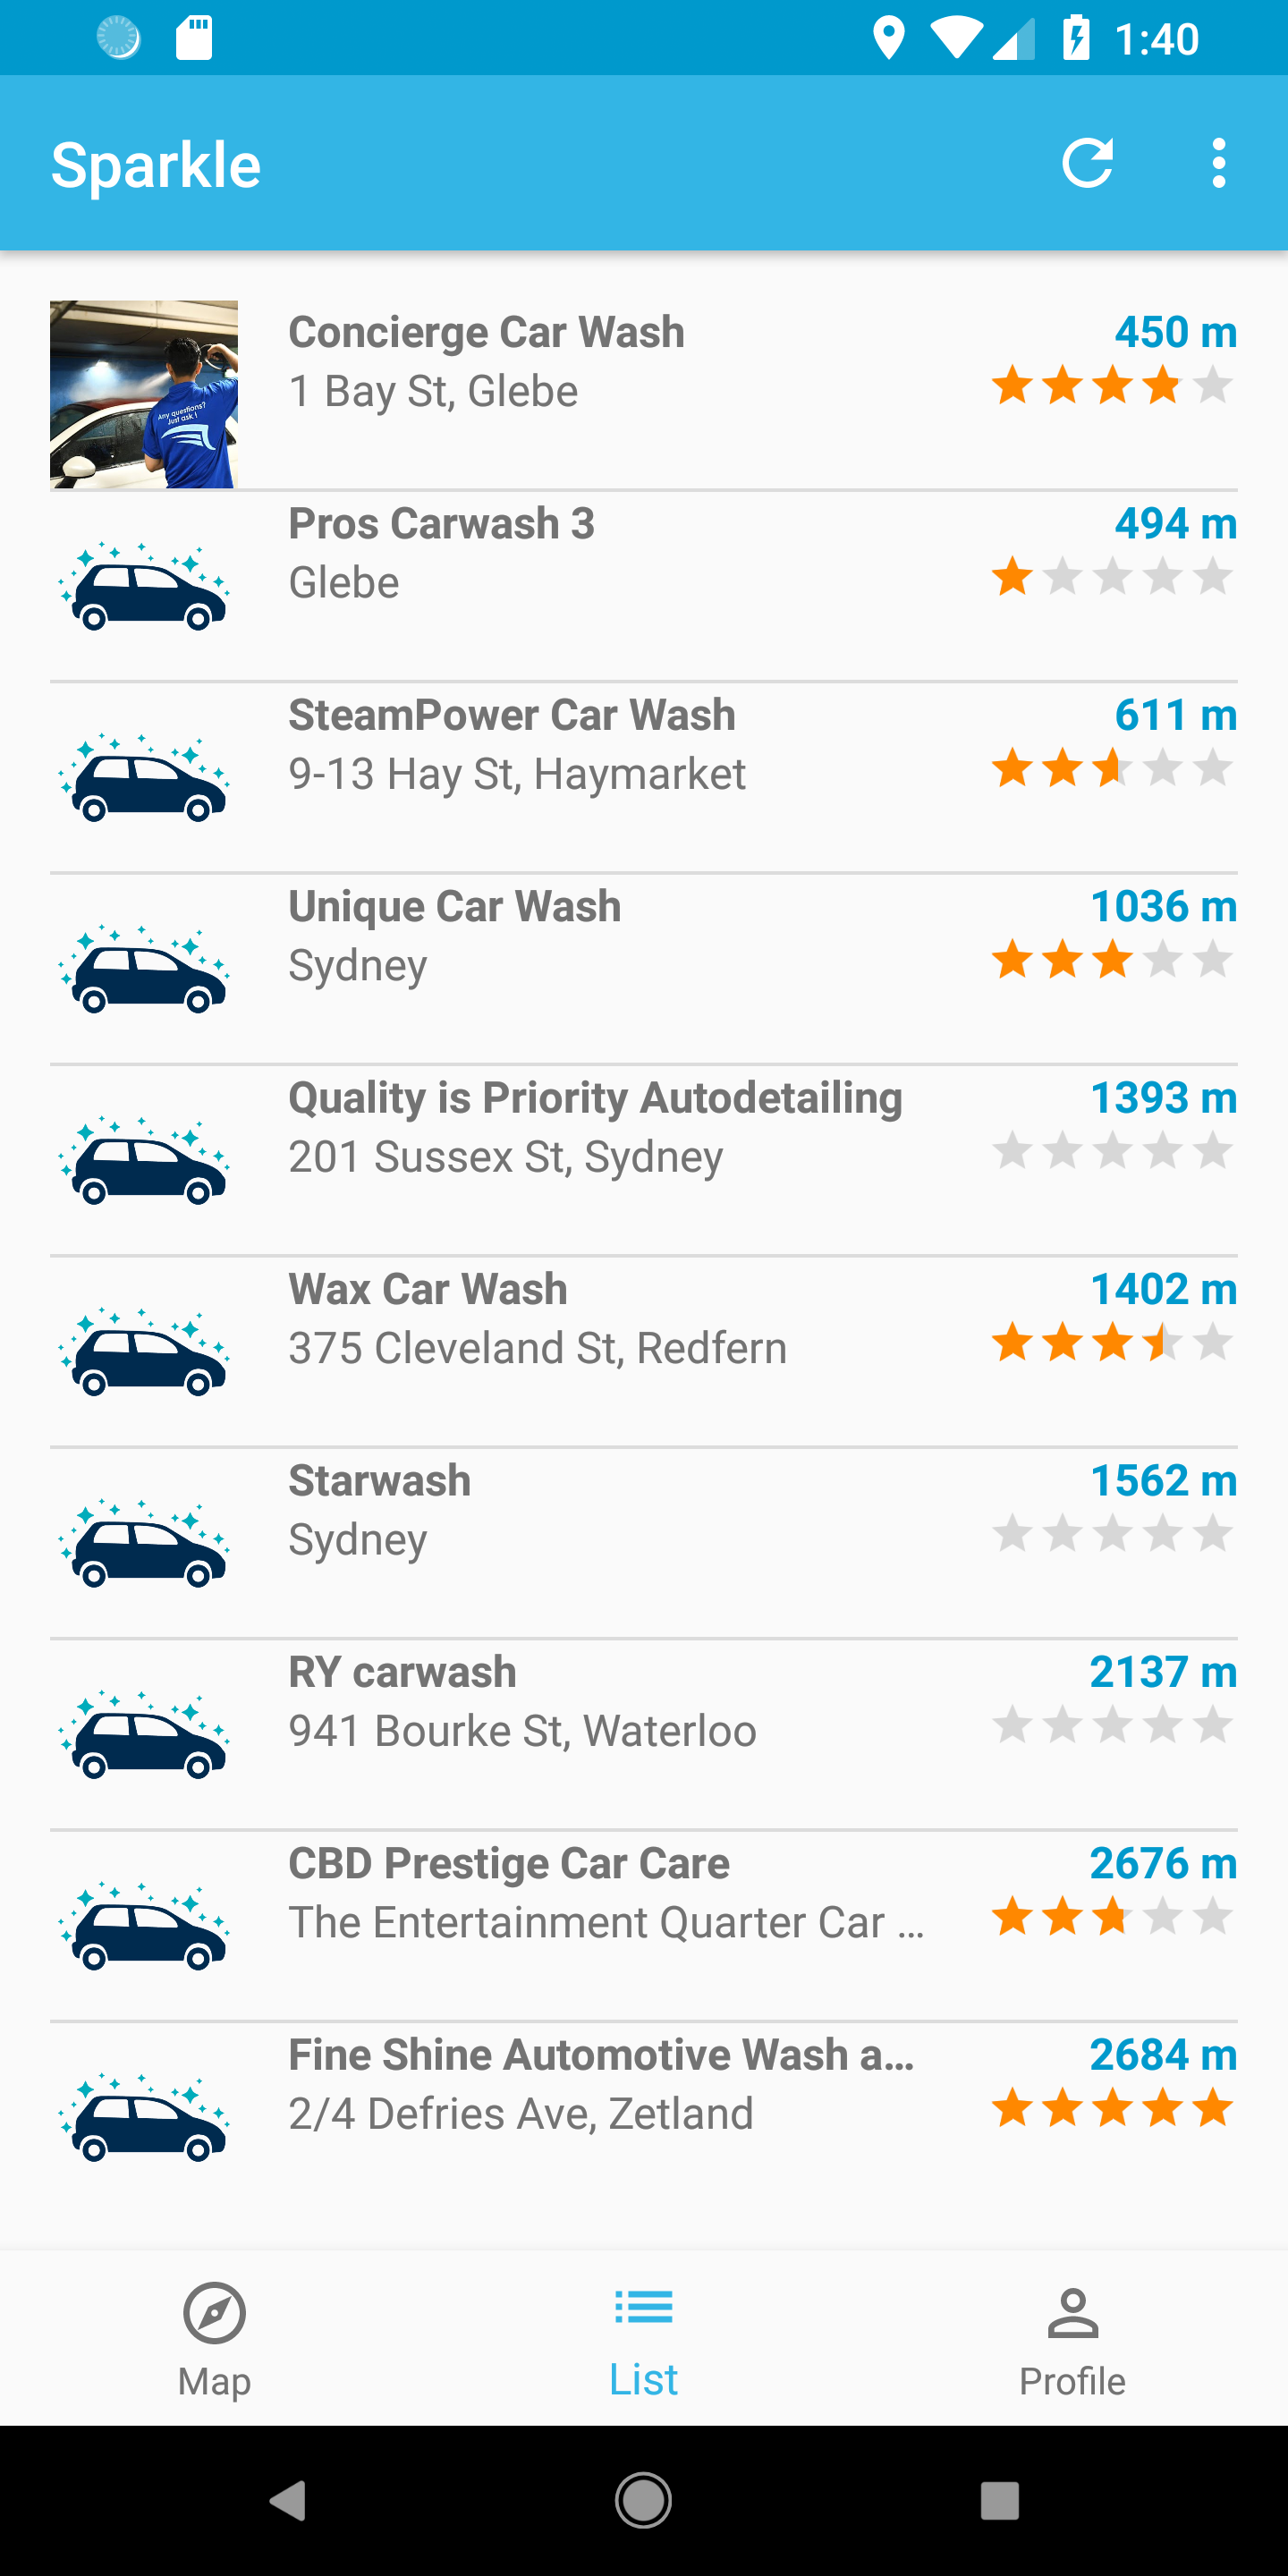 1:40
Sparkle
Concierge Car Wash
450 m
1 Bay St, Glebe
Any questions?
Just ask !
Pros Carwash 3
494 m
Glebe
SteamPower Car Wash
611 m
9-13 Hay St, Haymarket
Unique Car Wash
1036 m
Sydney
Quality is Priority Autodetailing
1393 m
201 Sussex St, Sydney
Wax Car Wash
1402 m
375 Cleveland St, Redfern
Starwash
1562 m
Sydney
RY carwash
2137 m
941 Bourke St, Waterloo
CBD Prestige Car Care
2676 m
The Entertainment Quarter Car ...
Fine Shine Automotive Wash a...
2684 m
2/4 Defries Ave, Zetland
Map
List
Profile